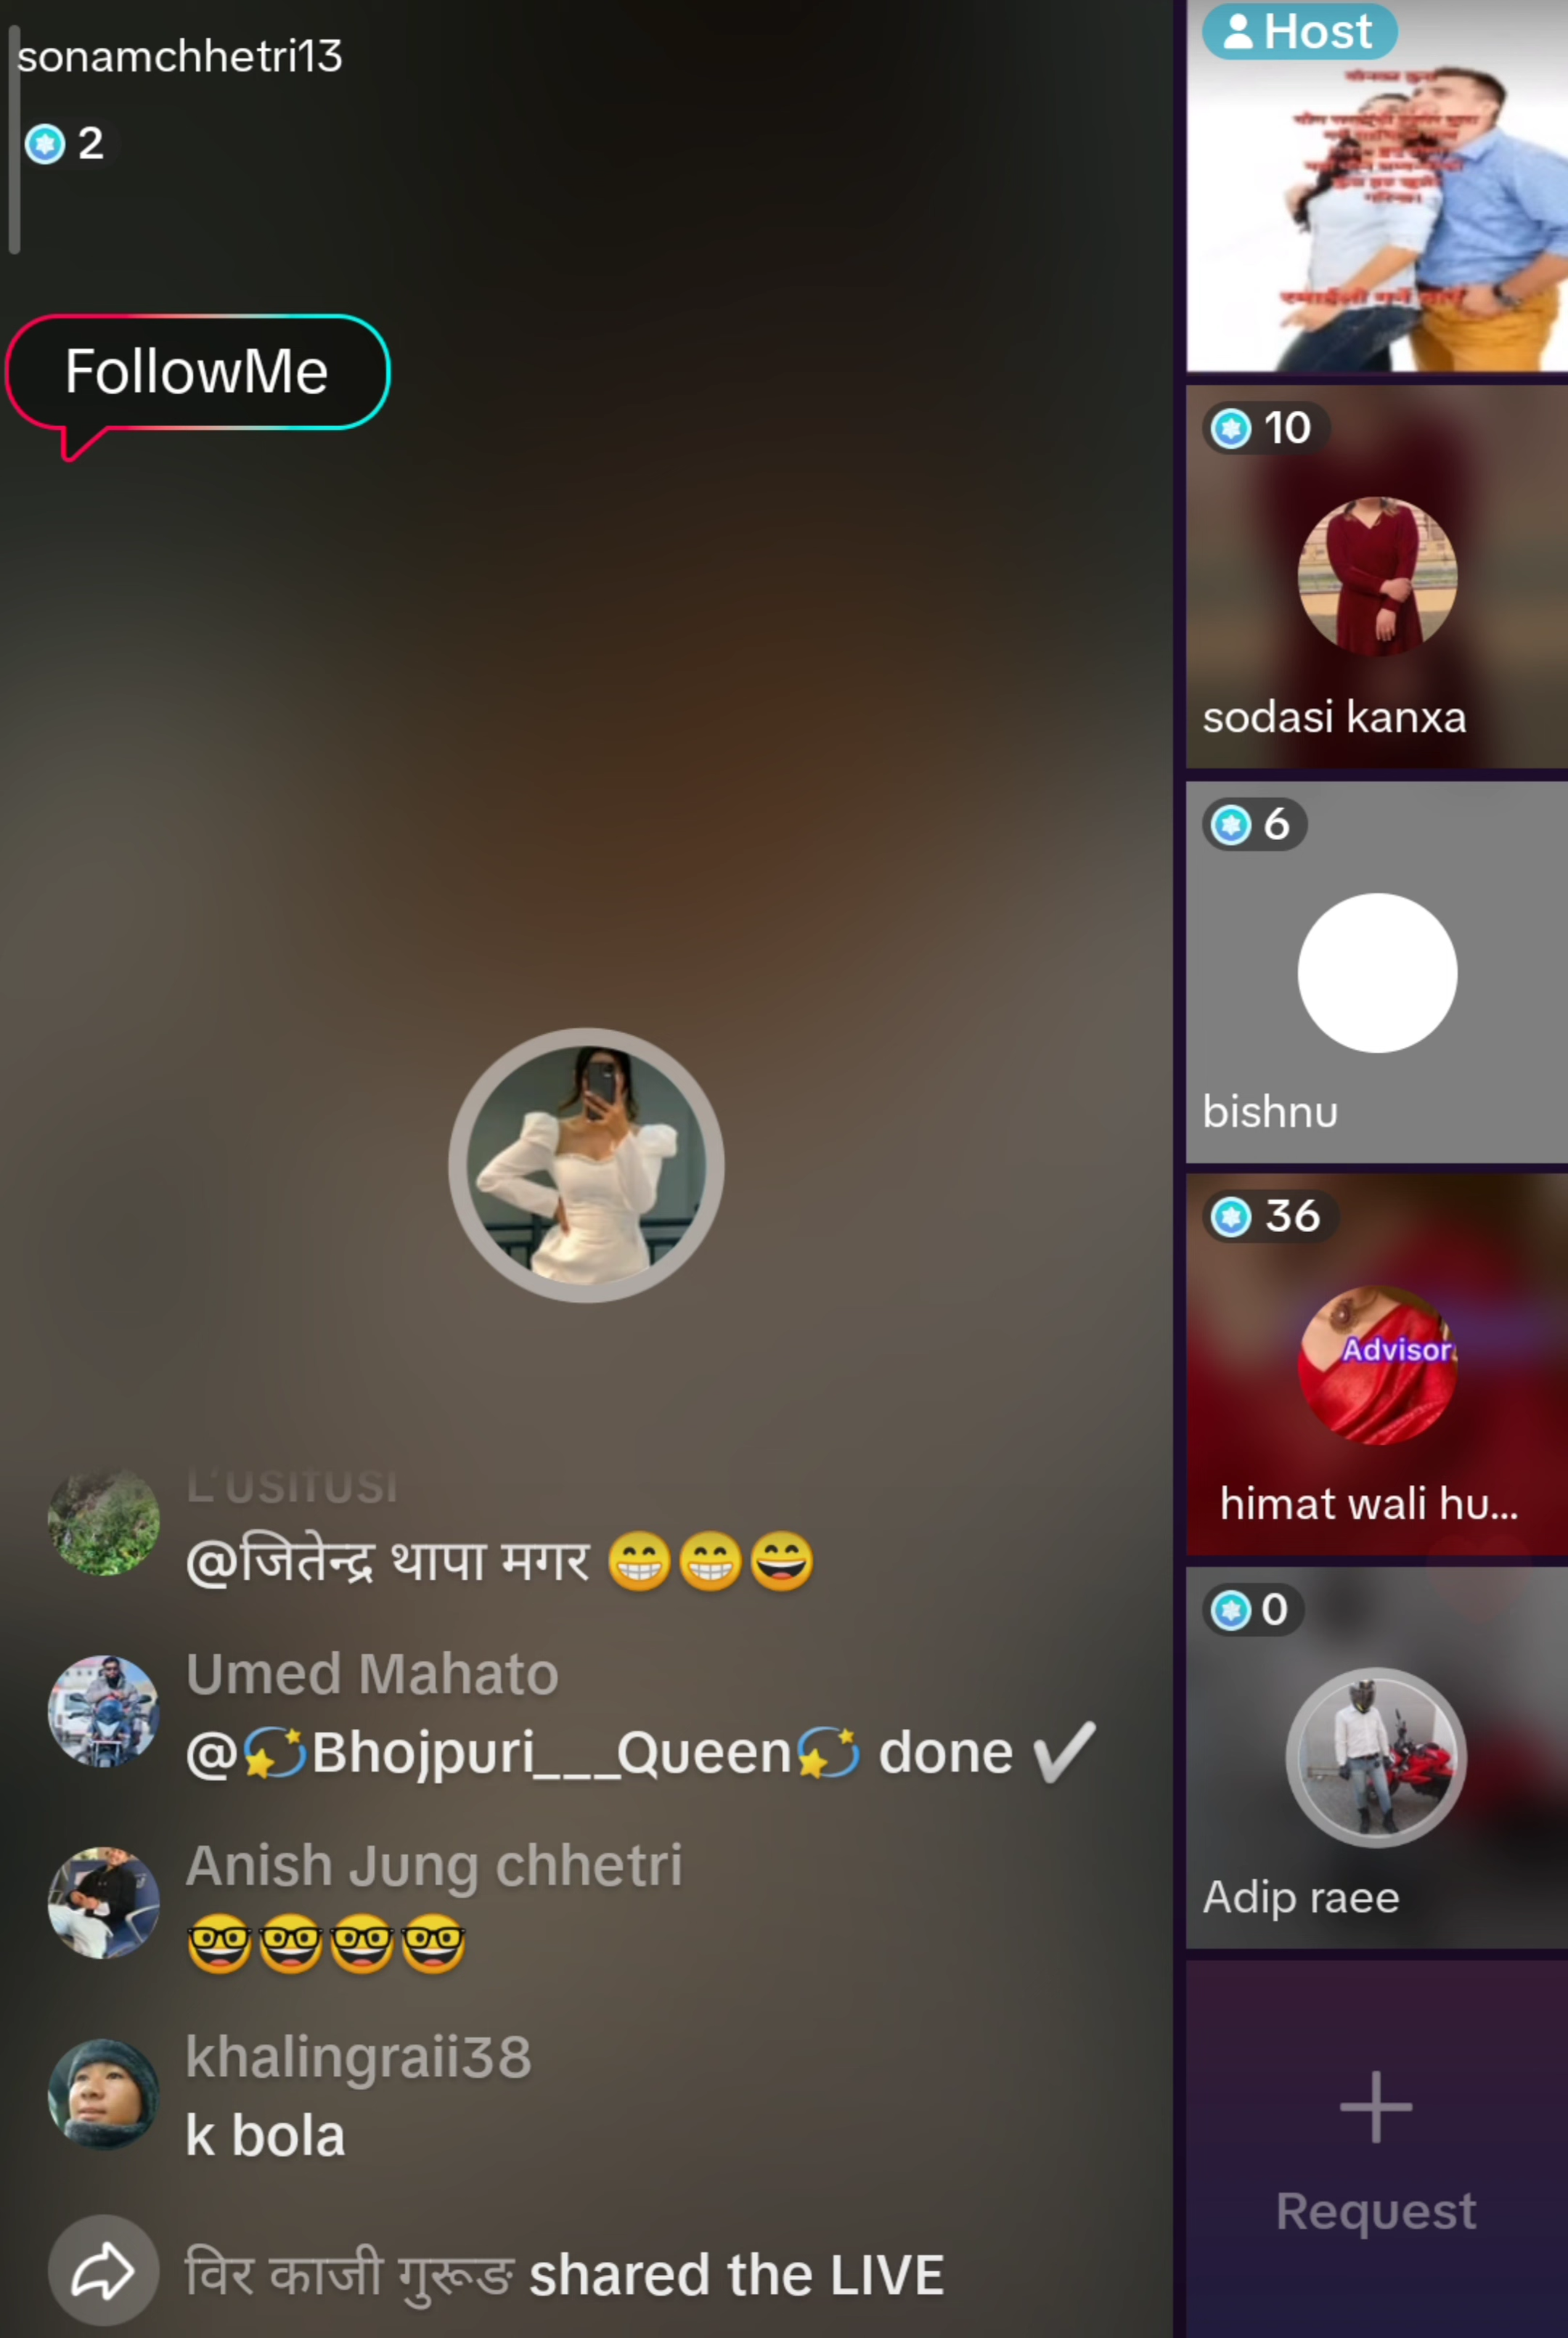 sonamchhetri13
2
FollowMe
L'usifusi
@जितेन्द्र थापा मगर 😁😁😄
Umed Mahato
@💫Bhojpuri___Queen💫 done ✔
Anish Jung chhetri
🤓🤓🤓🤓
khalingraii38
k bola
विर काजी गुरूङ shared the LIVE
Host
10
sodasi kanxa
6
bishnu
36
Advisor
himat wali hu...
0
Adip raee
+
Request